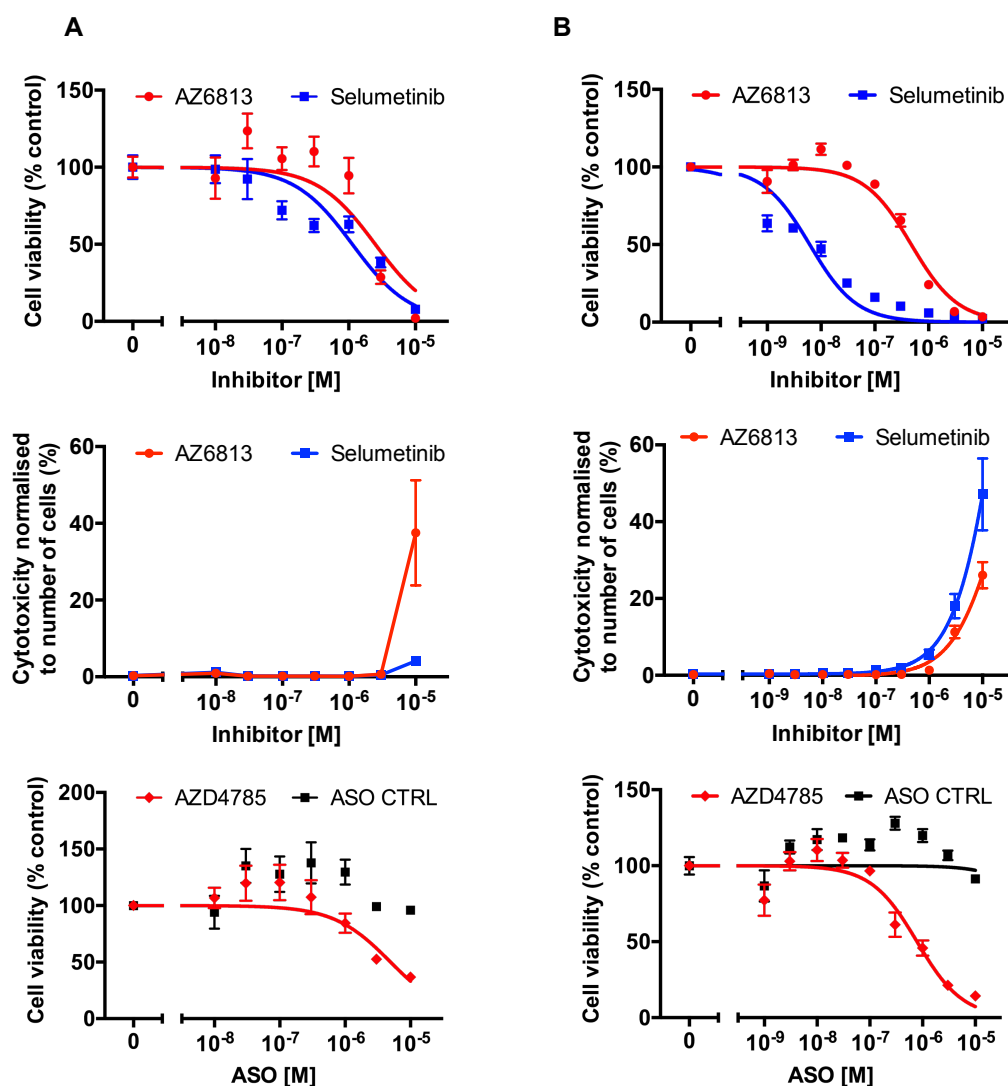 A
B
150
100
50
0
Cell viability (% control)
AZ6813
Selumetinib
0
10⁻⁸
10⁻⁷
10⁻⁶
10⁻⁵
Inhibitor [M]
150
100
50
0
Cell viability (% control)
AZ6813
Selumetinib
0
10⁻⁹
10⁻⁸
10⁻⁷
10⁻⁶
10⁻⁵
Inhibitor [M]
60
40
20
0
Cytotoxicity normalised
to number of cells (%)
AZ6813
Selumetinib
0
10⁻⁸
10⁻⁷
10⁻⁶
10⁻⁵
Inhibitor [M]
60
40
20
0
Cytotoxicity normalised
to number of cells (%)
AZ6813
Selumetinib
0
10⁻⁹
10⁻⁸
10⁻⁷
10⁻⁶
10⁻⁵
Inhibitor [M]
200
150
100
50
0
Cell viability (% control)
AZD4785
ASO CTRL
0
10⁻⁸
10⁻⁷
10⁻⁶
10⁻⁵
ASO [M]
150
100
50
0
Cell viability (% control)
AZD4785
ASO CTRL
0
10⁻⁹
10⁻⁸
10⁻⁷
10⁻⁶
10⁻⁵
ASO [M]